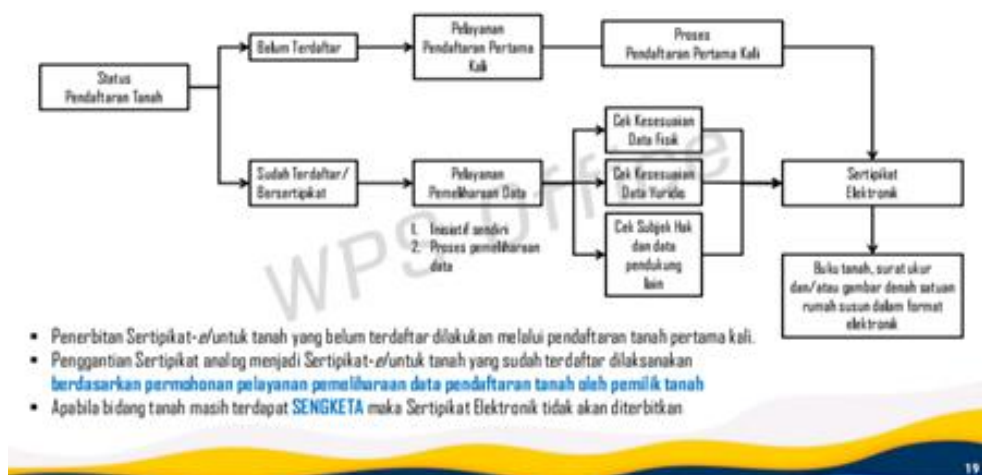 Status
Pendaftaran Tanah
Belum Terdaftar
Pelayanan
Pendaftaran Pertama
Kali
Proses
Pendaftaran Pertama Kali
Sudah Terdaftar/
Bersertipikat
Pelayanan
Pemeliharaan Data
1. Inisiatif sendiri
2. Proses pemeliharaan
data
Cek Kesesuaian
Data Fisik
Cek Kesesuaian
Data Yuridis
Cek Subjek Hak
dan data
pendukung
lain
Sertipikat
Elektronik
Buku tanah, surat ukur
dan/atau gambar denah satuan
rumah susun dalam format
elektronik
WPS Office
▪ Penerbitan Sertipikat-el untuk tanah yang belum terdaftar dilakukan melalui pendaftaran tanah pertama kali.
▪ Penggantian Sertipikat analog menjadi Sertipikat-el untuk tanah yang sudah terdaftar dilaksanakan
berdasarkan permohonan pelayanan pemeliharaan data pendaftaran tanah oleh pemilik tanah
▪ Apabila bidang tanah masih terdapat SENGKETA maka Sertipikat Elektronik tidak akan diterbitkan
19